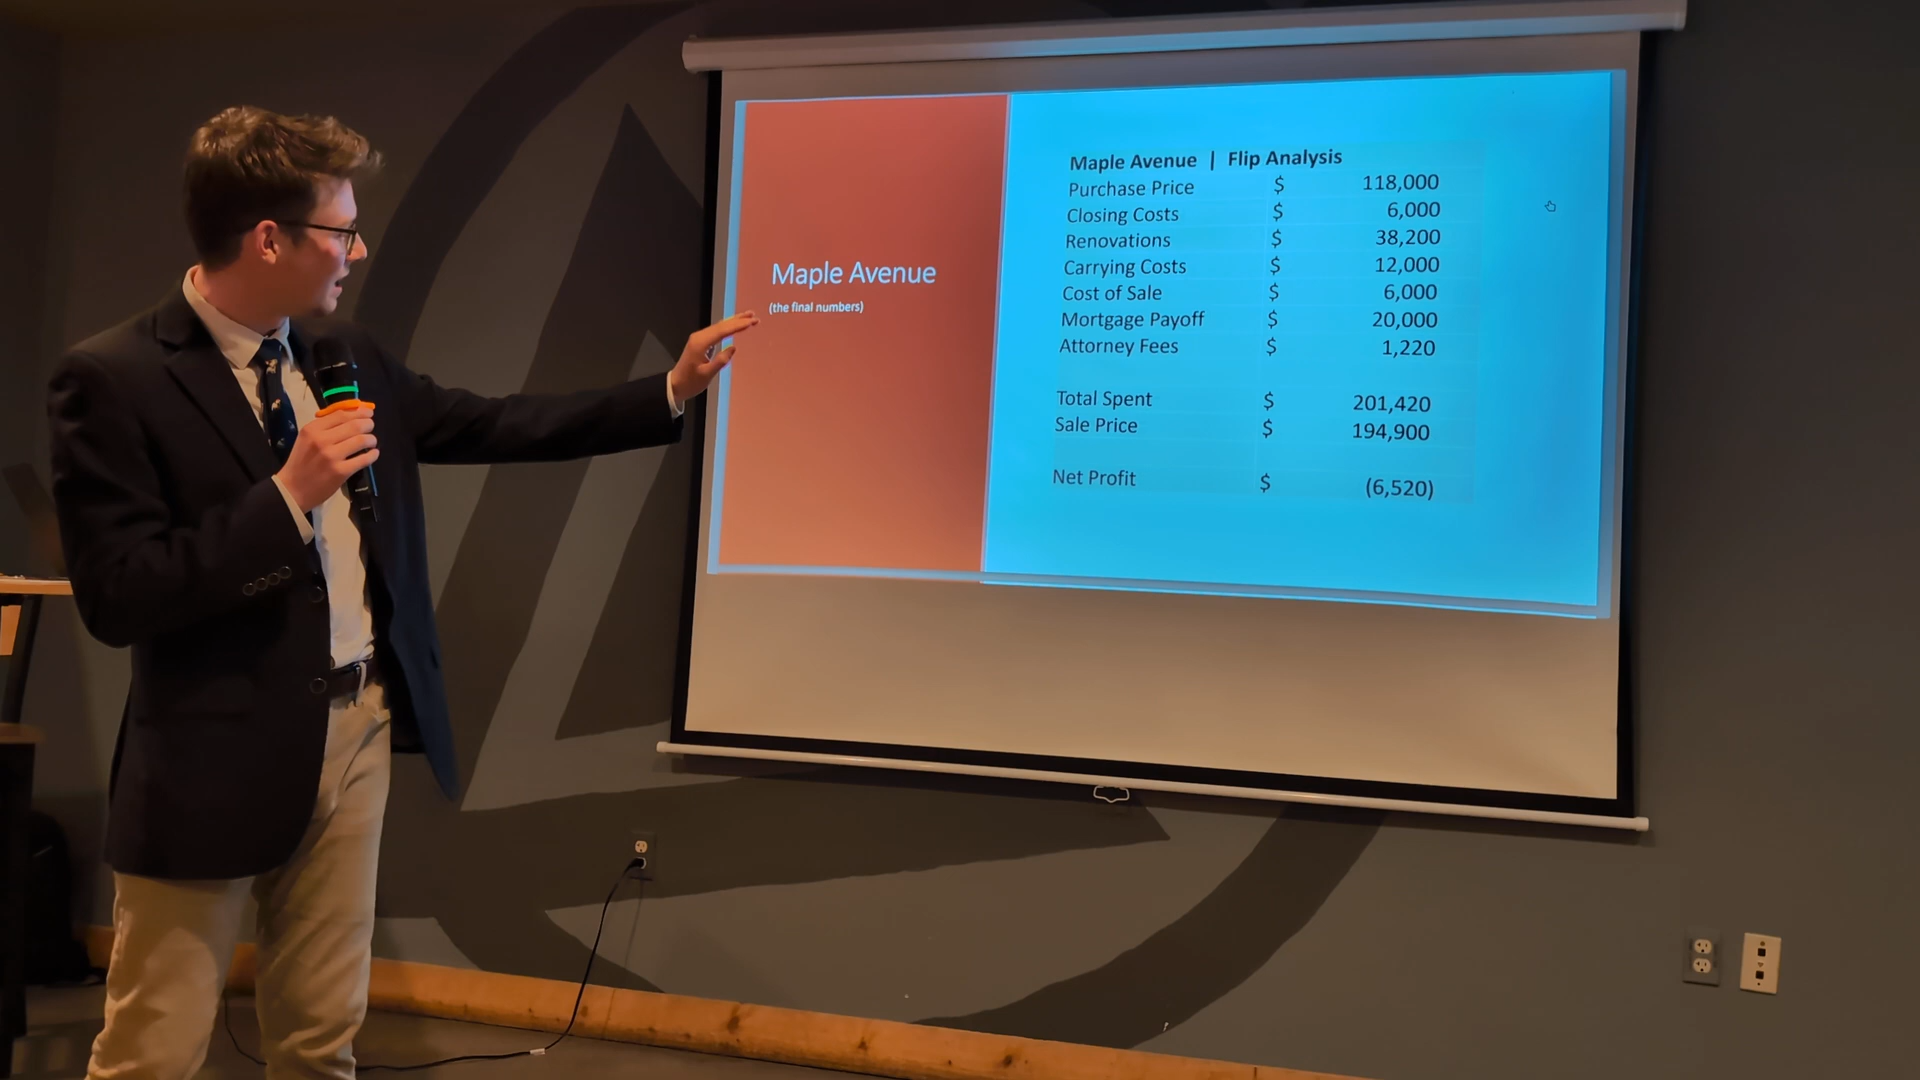 Maple Avenue
(the final numbers)
Maple Avenue | Flip Analysis
Purchase Price $ 118,000
Closing Costs $ 6,000
Renovations $ 38,200
Carrying Costs $ 12,000
Cost of Sale $ 6,000
Mortgage Payoff $ 20,000
Attorney Fees $ 1,220
Total Spent $ 201,420
Sale Price $ 194,900
Net Profit $ (6,520)